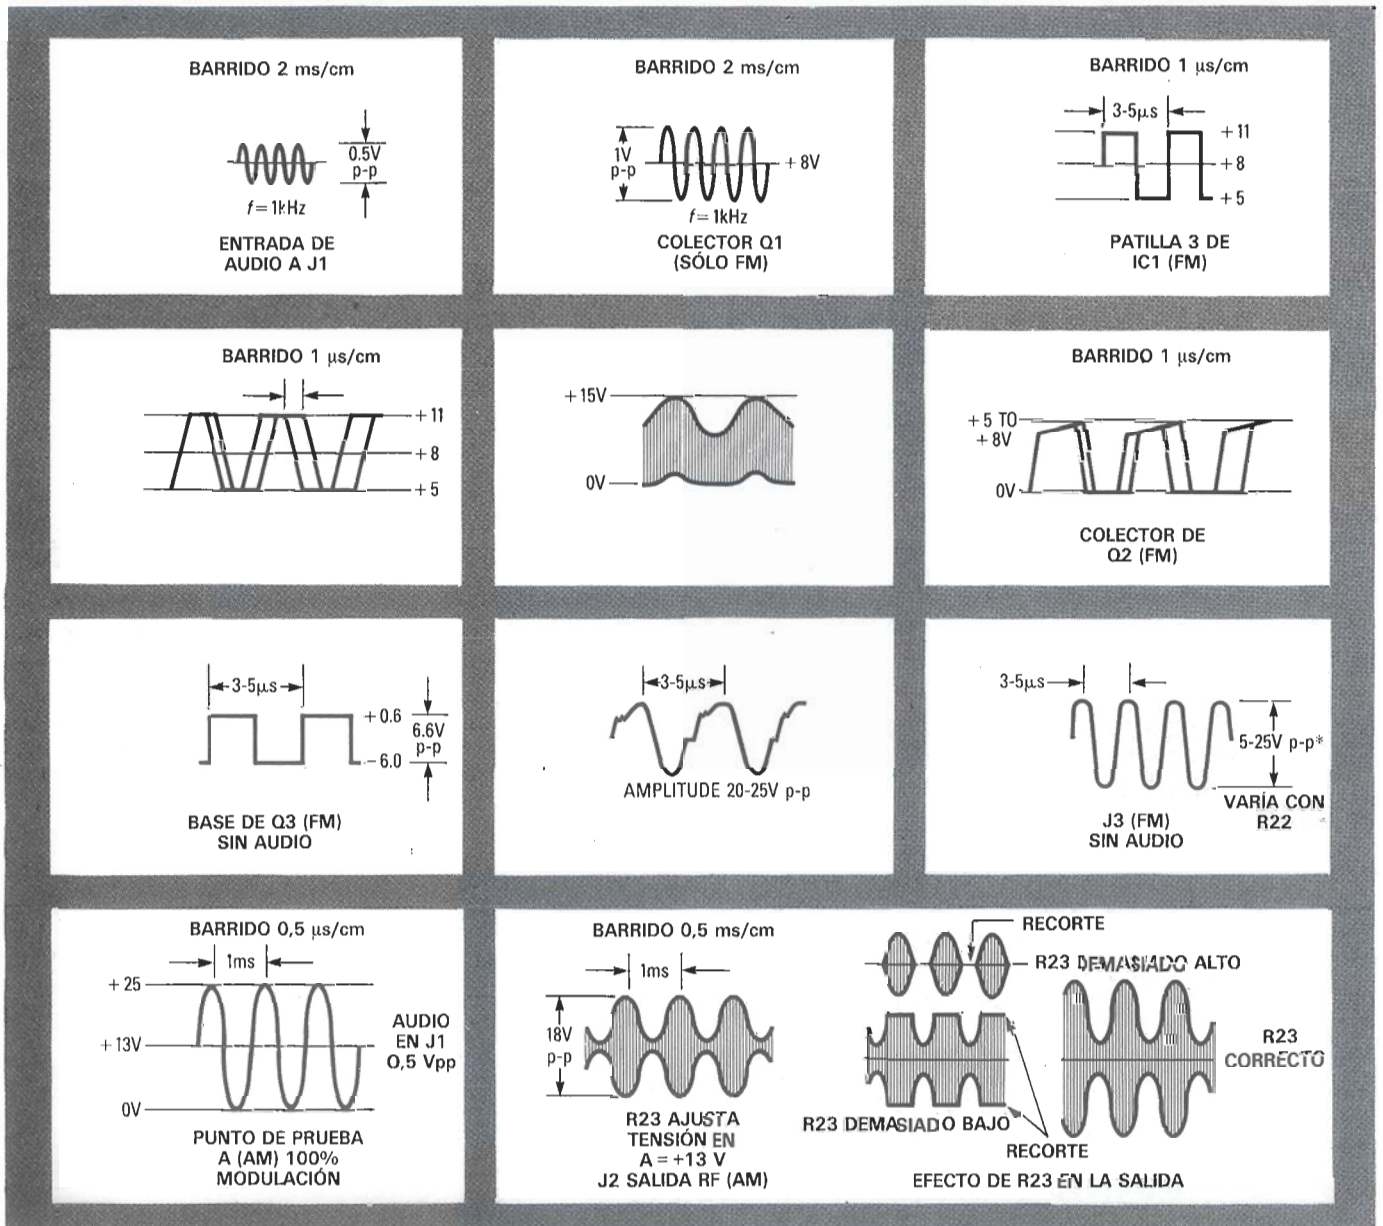 BARRIDO 2 ms/cm
0.5V
p-p
f=1kHz
ENTRADA DE
AUDIO A J1
BARRIDO 2 ms/cm
1V
p-p
+8V
f=1kHz
COLECTOR Q1
(SÓLO FM)
BARRIDO 1 µs/cm
3-5µs
+11
+8
+5
PATILLA 3 DE
IC1 (FM)
BARRIDO 1 µs/cm
+11
+8
+5
+15V
0V
BARRIDO 1 µs/cm
+5 TO
+8V
0V
COLECTOR DE
Q2 (FM)
3-5µs
+0.6
6.6V
p-p
-6.0
BASE DE Q3 (FM)
SIN AUDIO
3-5µs
AMPLITUDE 20-25V p-p
3-5µs
5-25V p-p*
VARÍA CON
R22
J3 (FM)
SIN AUDIO
BARRIDO 0,5 µs/cm
1ms
+25
+13V
0V
AUDIO
EN J1
0,5 Vpp
PUNTO DE PRUEBA
A (AM) 100%
MODULACIÓN
BARRIDO 0,5 ms/cm
1ms
18V
p-p
R23 AJUSTA
TENSIÓN EN
A = +13 V
J2 SALIDA RF (AM)
RECORTE
R23 DEMASIADO ALTO
R23
CORRECTO
R23 DEMASIADO BAJO
RECORTE
EFECTO DE R23 EN LA SALIDA